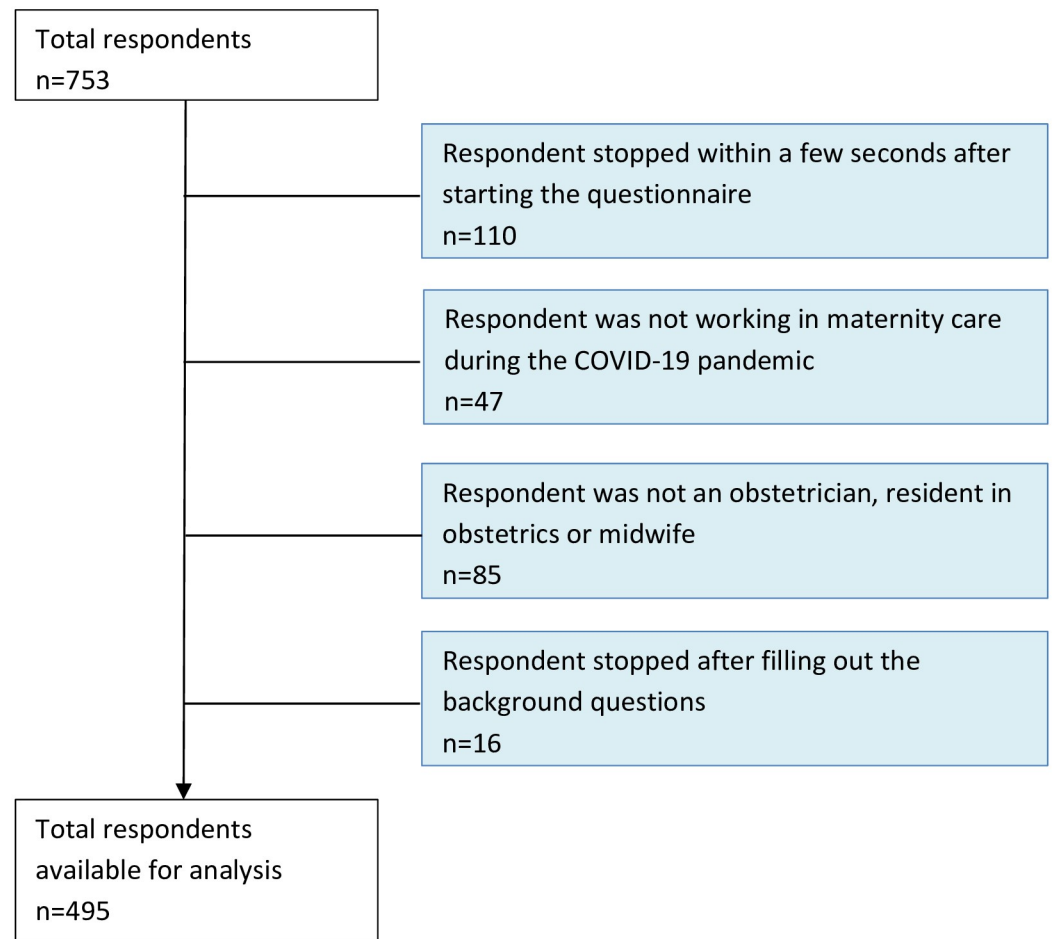 Total respondents
n=753
Respondent stopped within a few seconds after
starting the questionnaire
n=110
Respondent was not working in maternity care
during the COVID-19 pandemic
n=47
Respondent was not an obstetrician, resident in
obstetrics or midwife
n=85
Respondent stopped after filling out the
background questions
n=16
Total respondents
available for analysis
n=495